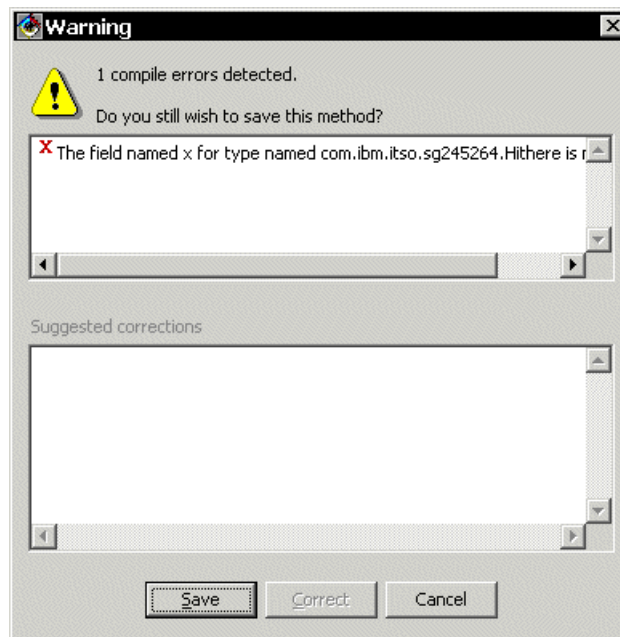 Warning
1 compile errors detected.
Do you still wish to save this method?
X The field named x for type named com.ibm.itso.sg245264.Hithere is
Suggested corrections
Save
Correct
Cancel